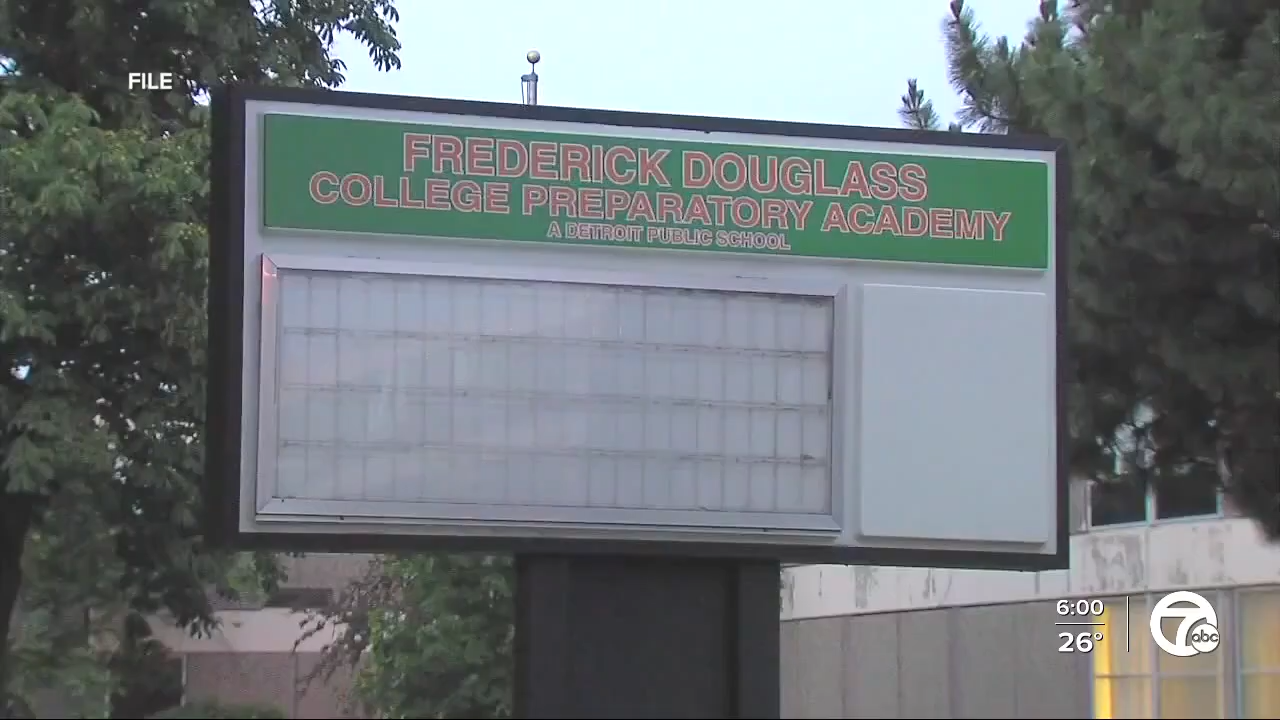 FILE
FREDERICK DOUGLASS
COLLEGE PREPARATORY ACADEMY
A DETROIT PUBLIC SCHOOL
6:00
26°
7 abc